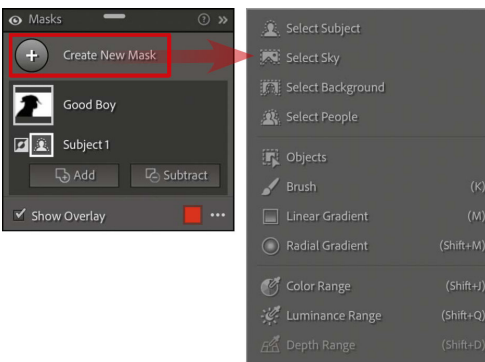 Masks
Create New Mask
Good Boy
Subject 1
Add
Subtract
Show Overlay
Select Subject
Select Sky
Select Background
Select People
Objects
Brush (K)
Linear Gradient (M)
Radial Gradient (Shift+M)
Color Range (Shift+J)
Luminance Range (Shift+Q)
Depth Range (Shift+D)